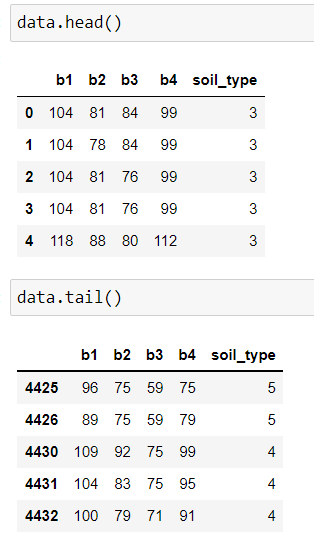 data.head()
b1 b2 b3 b4 soil_type
0 104 81 84 99 3
1 104 78 84 99 3
2 104 81 76 99 3
3 104 81 76 99 3
4 118 88 80 112 3
data.tail()
b1 b2 b3 b4 soil_type
4425 96 75 59 75 5
4426 89 75 59 79 5
4430 109 92 75 99 4
4431 104 83 75 95 4
4432 100 79 71 91 4